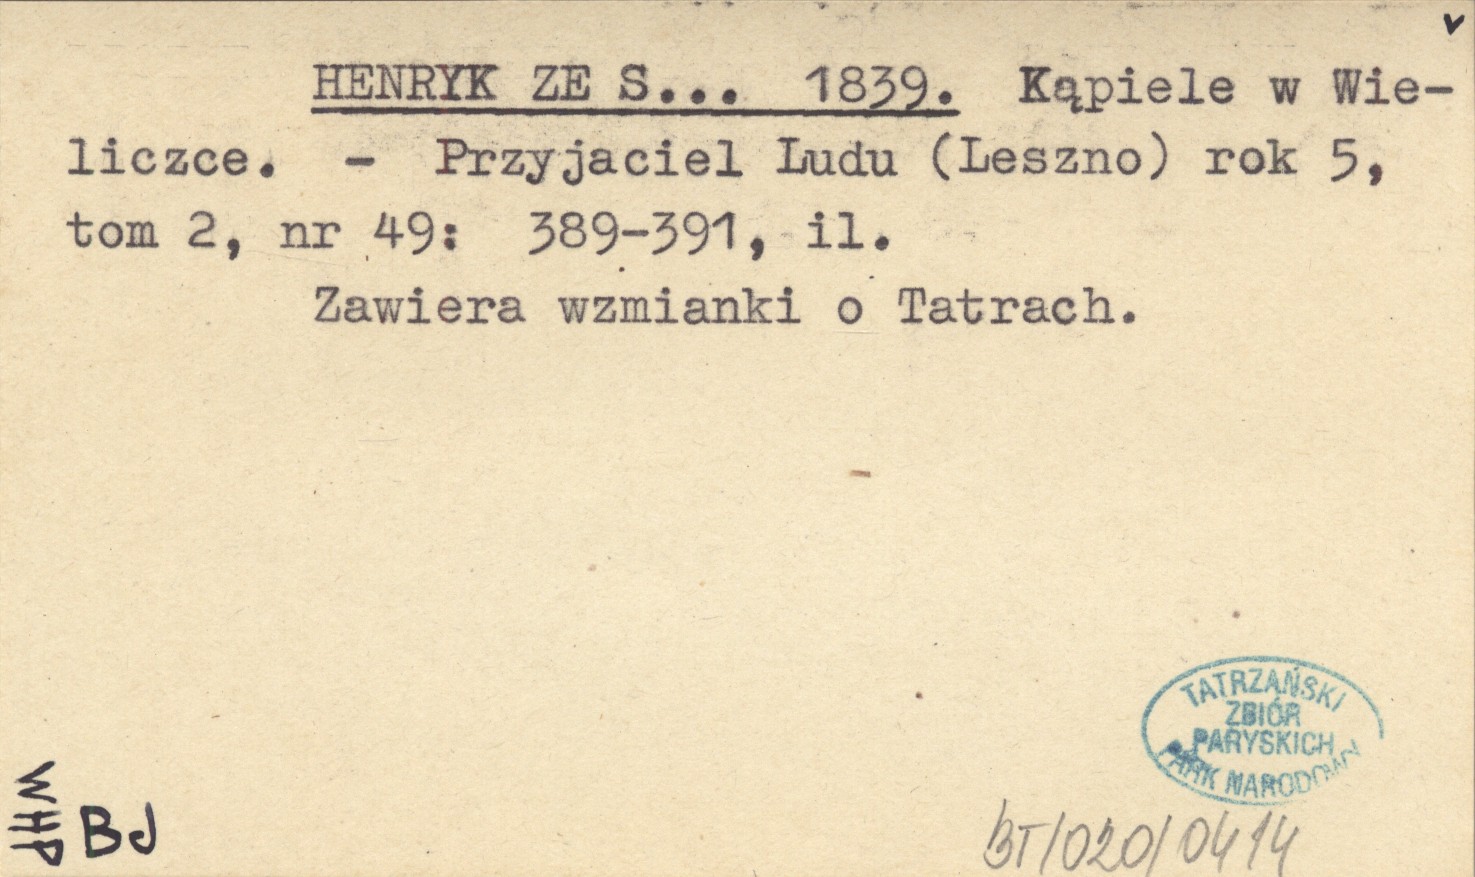 v
HENRYK ZE S... 1839. Kąpiele w Wie-
liczce. - Przyjaciel Ludu (Leszno) rok 5,
tom 2, nr 49: 389-391, il.
Zawiera wzmianki o Tatrach.
TATRZAŃSKI
ZBIÓR
PARYSKICH
PARK NARODOWY
WHP
BJ
BT/020/0414